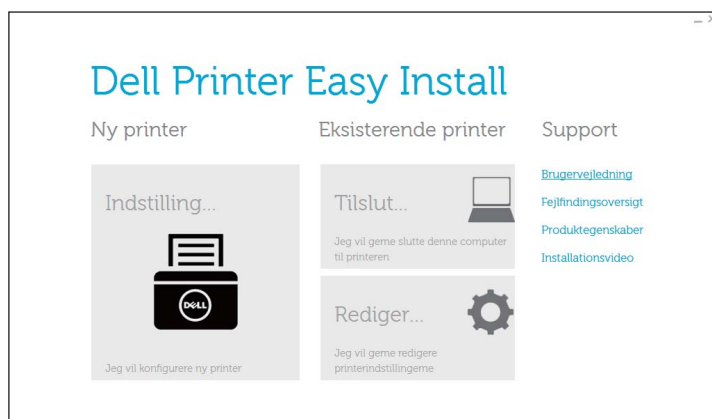 Dell Printer Easy Install
Ny printer
Eksisterende printer
Support
Indstilling...
DELL
Jeg vil konfigurere ny printer
Tilslut...
Jeg vil gerne slutte denne computer
til printeren
Rediger...
Jeg vil gerne redigere
printerindstillingerne
Brugervejledning
Fejlfindingsoversigt
Produktegenskaber
Installationsvideo